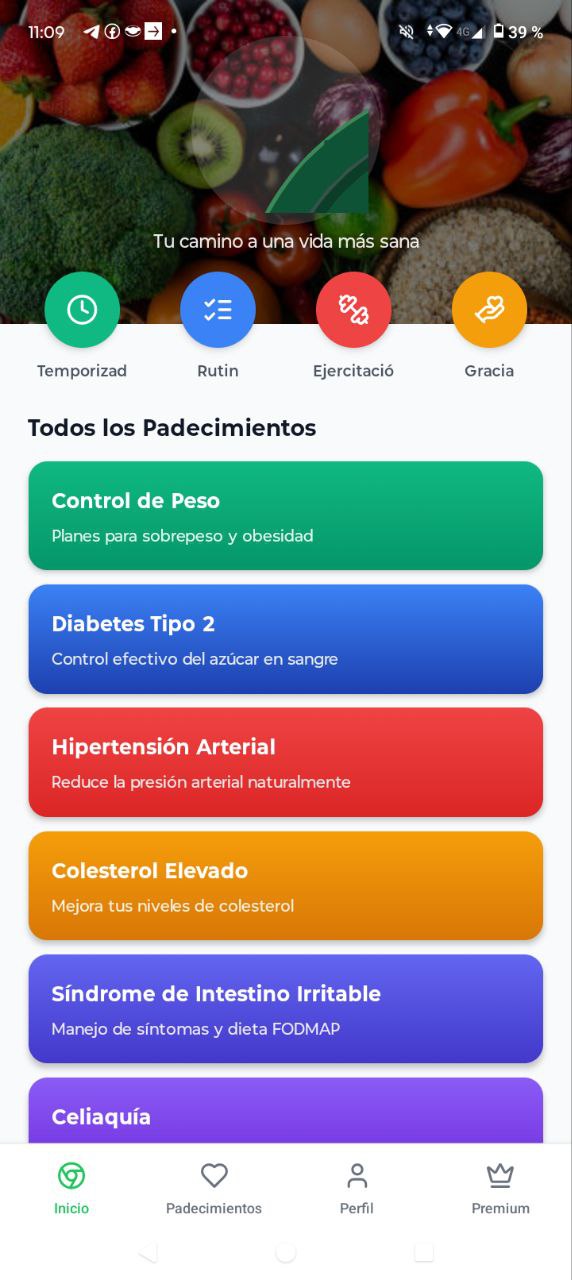 11:09
4G
39 %
Tu camino a una vida más sana
Temporizad
Rutin
Ejercitació
Gracia
Todos los Padecimientos
Control de Peso
Planes para sobrepeso y obesidad
Diabetes Tipo 2
Control efectivo del azúcar en sangre
Hipertensión Arterial
Reduce la presión arterial naturalmente
Colesterol Elevado
Mejora tus niveles de colesterol
Síndrome de Intestino Irritable
Manejo de síntomas y dieta FODMAP
Celiaquía
Inicio
Padecimientos
Perfil
Premium